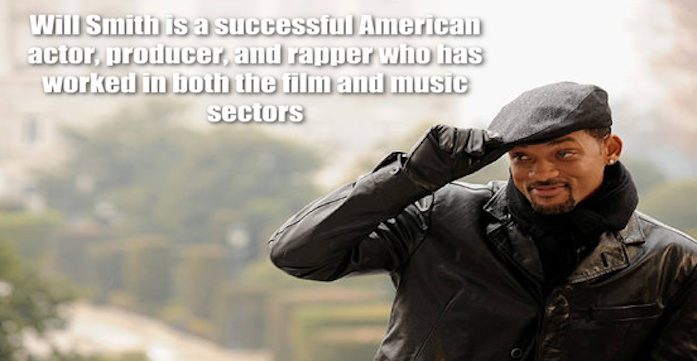 Will Smith is a successful American
actor, producer, and rapper who has
worked in both the film and music
sectors